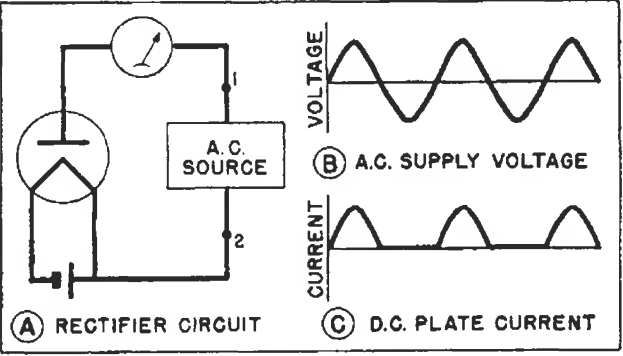 1
A.C.
SOURCE
2
A RECTIFIER CIRCUIT
VOLTAGE
B A.C. SUPPLY VOLTAGE
CURRENT
C D.C. PLATE CURRENT